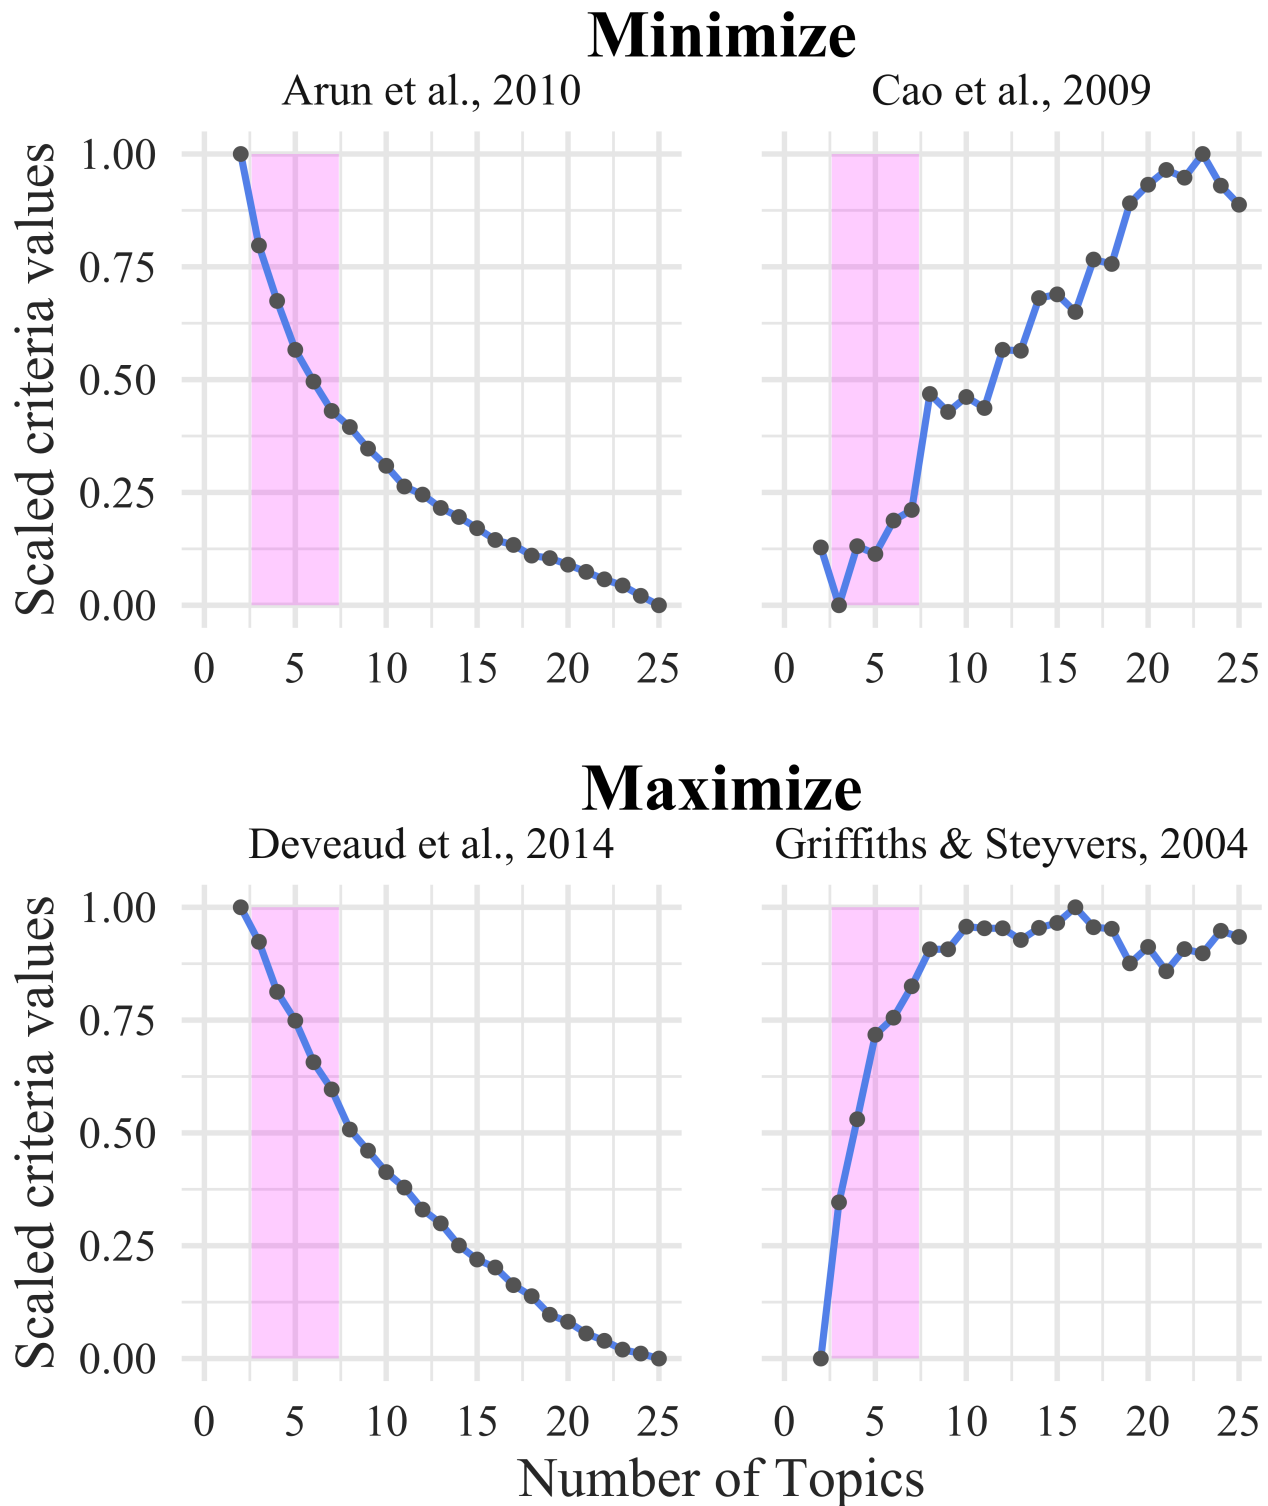 Minimize
Arun et al., 2010
Cao et al., 2009
Scaled criteria values
1.00
0.75
0.50
0.25
0.00
0 5 10 15 20 25
0 5 10 15 20 25
Maximize
Deveaud et al., 2014
Griffiths & Steyvers, 2004
Scaled criteria values
1.00
0.75
0.50
0.25
0.00
0 5 10 15 20 25
0 5 10 15 20 25
Number of Topics